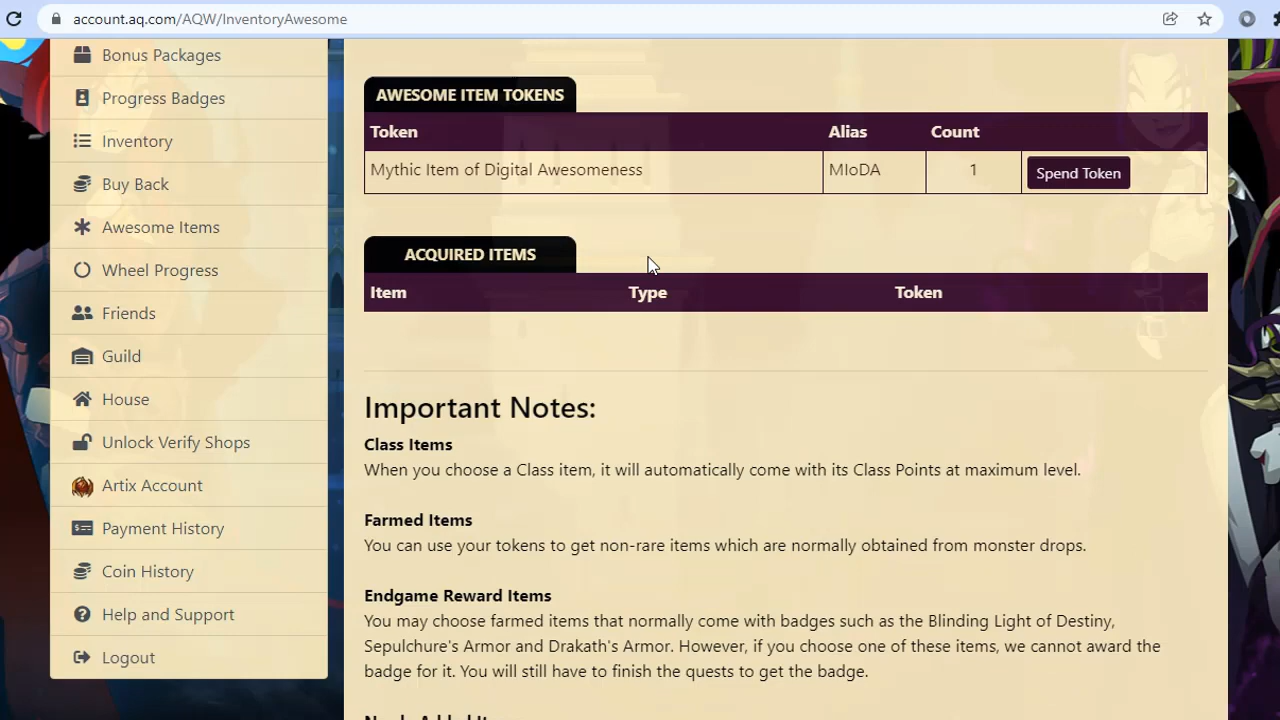 account.aq.com/AQW/InventoryAwesome
Bonus Packages
Progress Badges
Inventory
Buy Back
Awesome Items
Wheel Progress
Friends
Guild
House
Unlock Verify Shops
Artix Account
Payment History
Coin History
Help and Support
Logout
AWESOME ITEM TOKENS
Token Alias Count
Mythic Item of Digital Awesomeness MIoDA 1 Spend Token
ACQUIRED ITEMS
Item Type Token
Important Notes:
Class Items
When you choose a Class item, it will automatically come with its Class Points at maximum level.
Farmed Items
You can use your tokens to get non-rare items which are normally obtained from monster drops.
Endgame Reward Items
You may choose farmed items that normally come with badges such as the Blinding Light of Destiny,
Sepulchure's Armor and Drakath's Armor. However, if you choose one of these items, we cannot award the
badge for it. You will still have to finish the quests to get the badge.